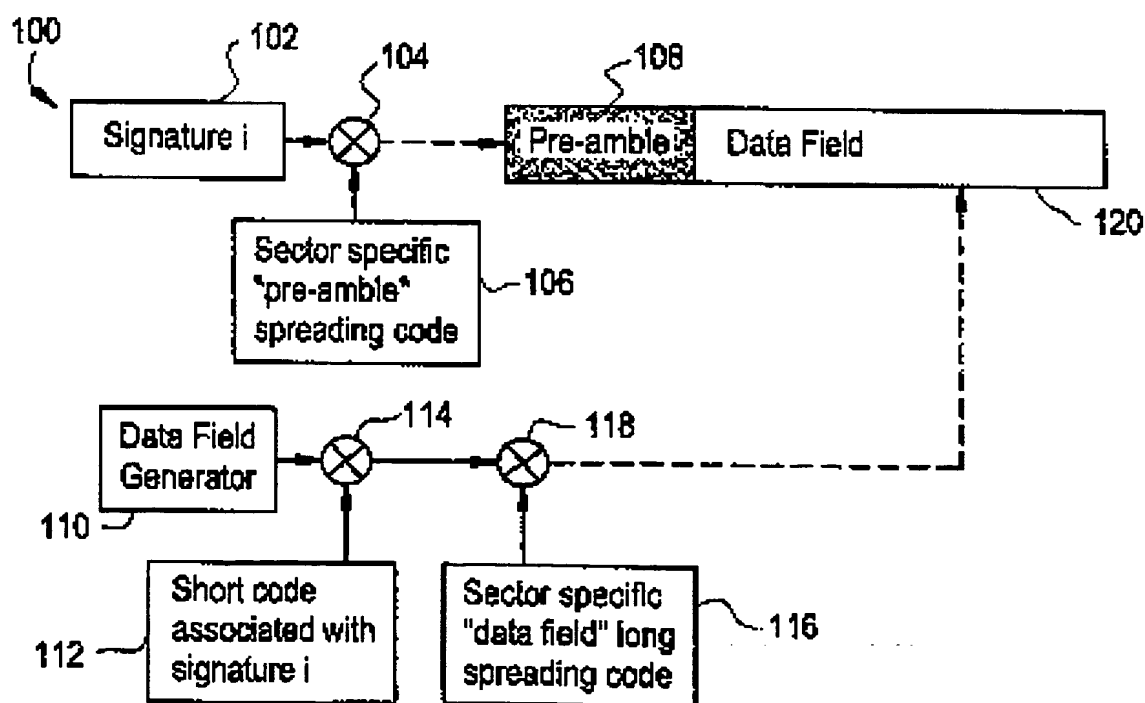 100
102
104
108
Signature i
Pre-amble
Data Field
120
Sector specific
"pre-amble"
spreading code
106
Data Field
Generator
110
114
118
Short code
associated with
signature i
112
Sector specific
"data field" long
spreading code
116